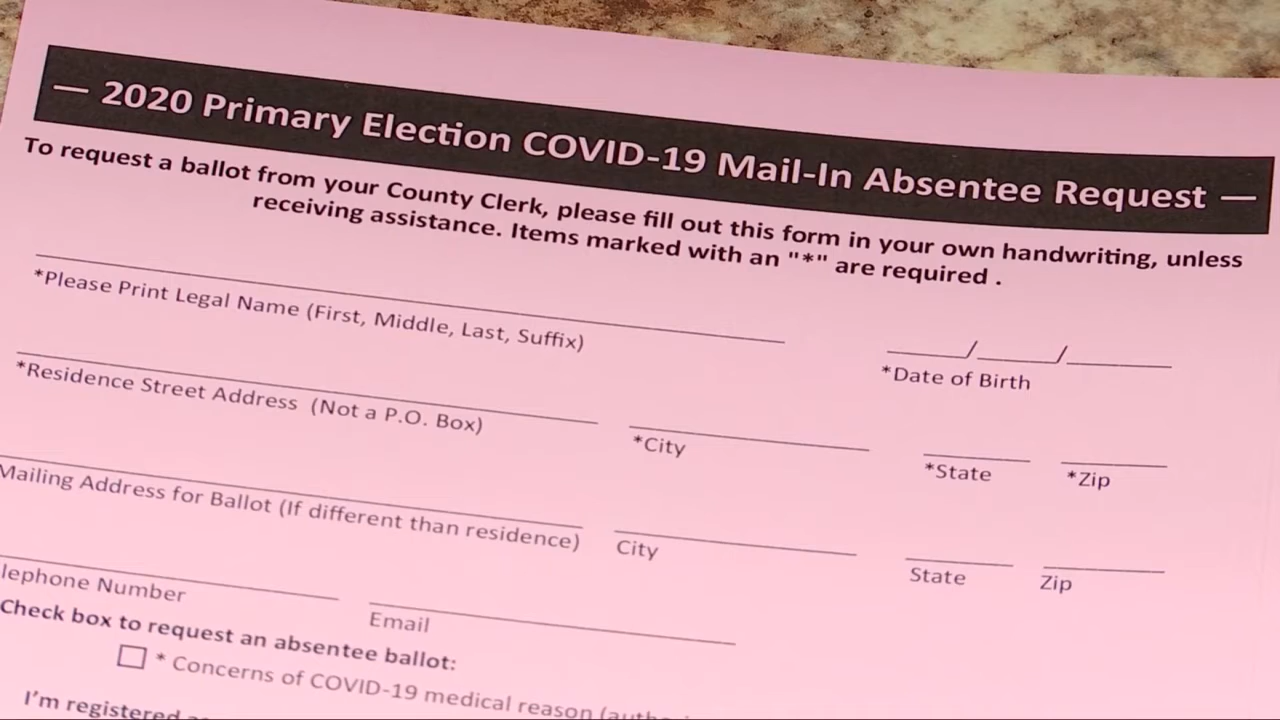 — 2020 Primary Election COVID-19 Mail-In Absentee Request —
To request a ballot from your County Clerk, please fill out this form in your own handwriting, unless
receiving assistance. Items marked with an "*" are required .
*Please Print Legal Name (First, Middle, Last, Suffix)
*Date of Birth
*Residence Street Address (Not a P.O. Box)
*City
*State
*Zip
Mailing Address for Ballot (If different than residence)
City
State
Zip
lephone Number
Email
Check box to request an absentee ballot:
* Concerns of COVID-19 medical reason
I'm registered